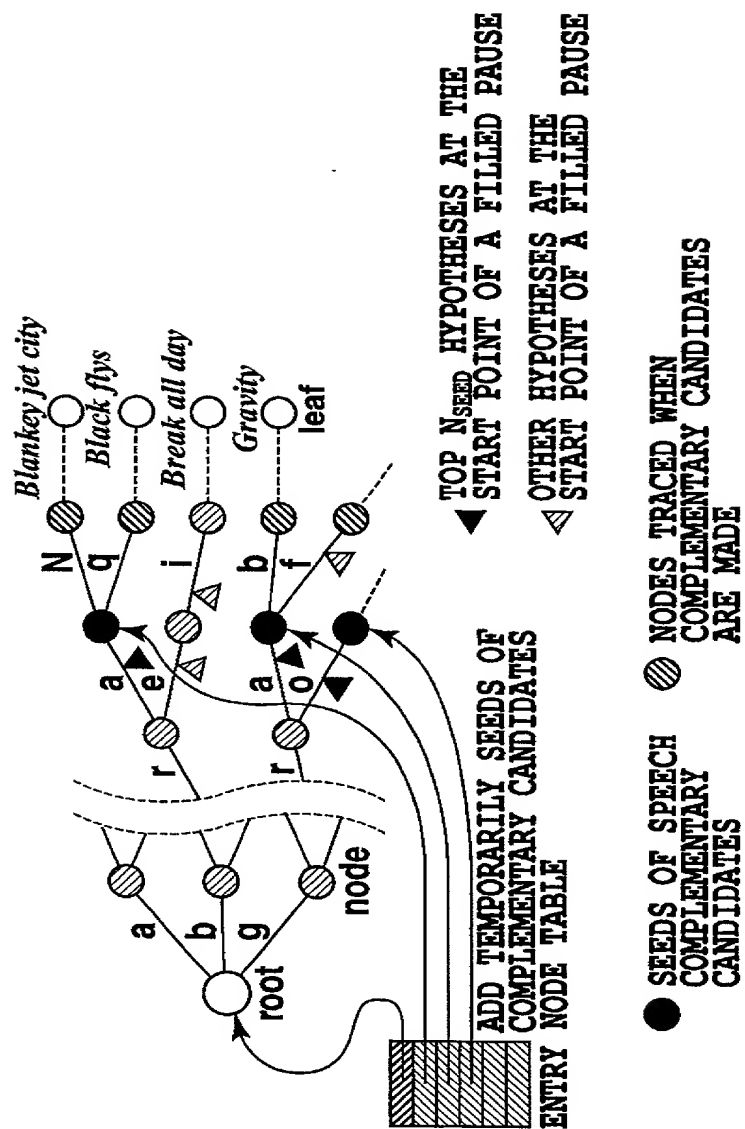 Blankey jet city
Black flys
Break all day
Gravity
leaf
N
q
i
b
f
a
e
a
o
r
r
a
b
g
root
node
ADD TEMPORARILY SEEDS OF
COMPLEMENTARY CANDIDATES
ENTRY NODE TABLE
TOP NSEED HYPOTHESES AT THE
START POINT OF A FILLED PAUSE
OTHER HYPOTHESES AT THE
START POINT OF A FILLED PAUSE
SEEDS OF SPEECH
COMPLEMENTARY
CANDIDATES
NODES TRACED WHEN
COMPLEMENTARY CANDIDATES
ARE MADE